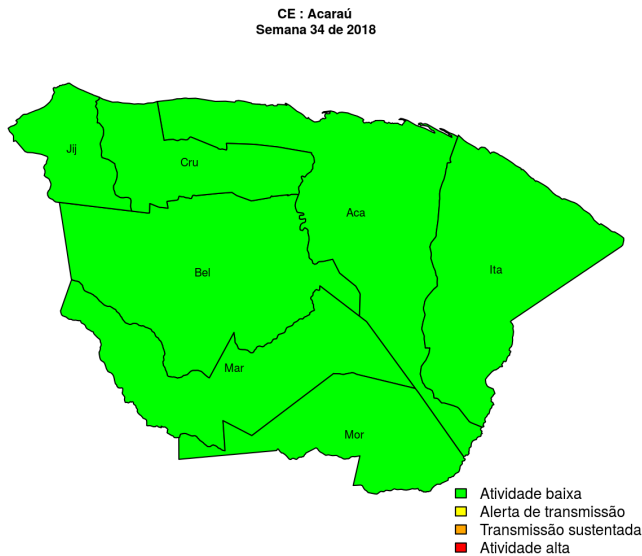 CE : Acaraú
Semana 34 de 2018
Jij
Cru
Aca
Bel
Ita
Mar
Mor
Atividade baixa
Alerta de transmissão
Transmissão sustentada
Atividade alta